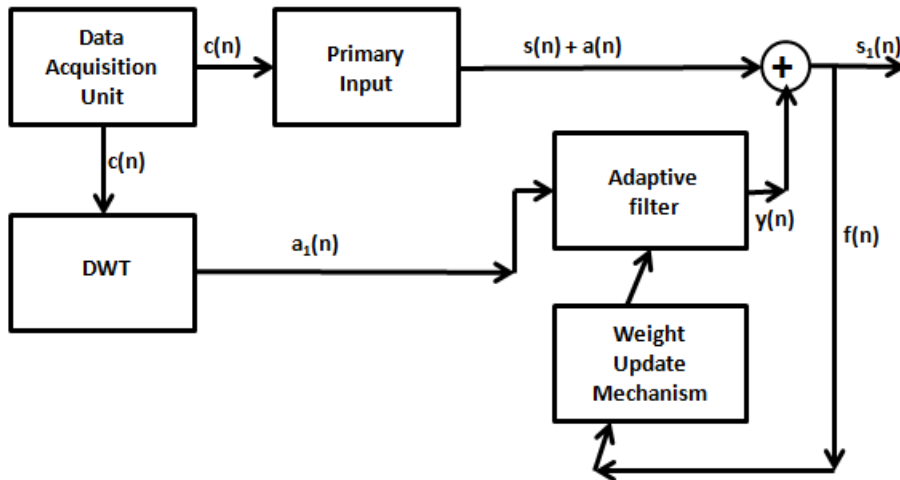 Data
Acquisition
Unit
c(n)
Primary
Input
s(n) + a(n)
+
s₁(n)
c(n)
DWT
a₁(n)
Adaptive
filter
y(n)
f(n)
Weight
Update
Mechanism